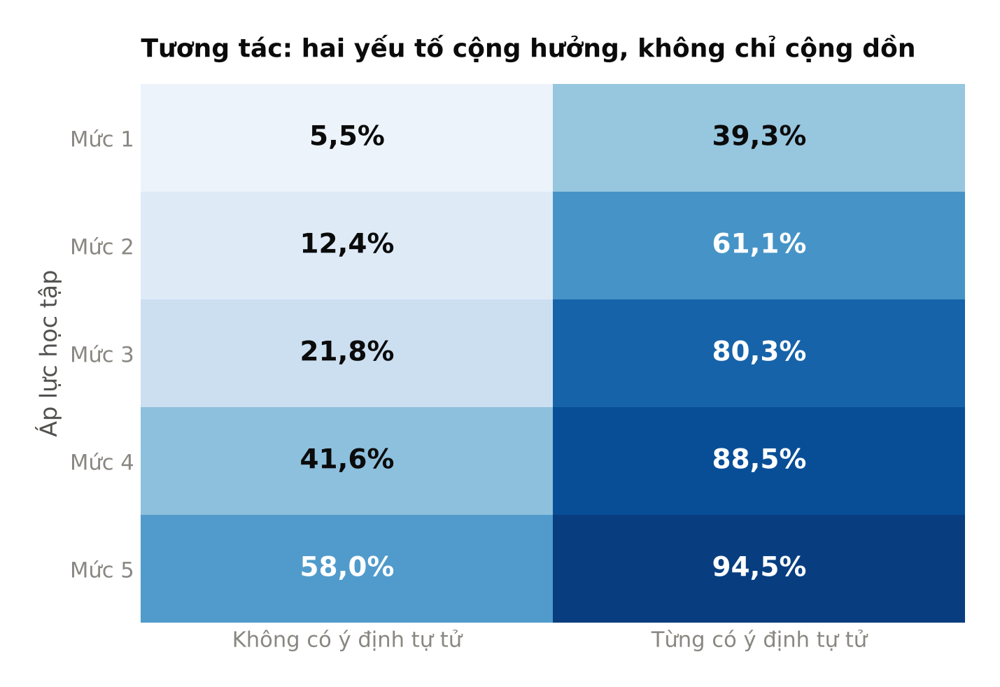 Tương tác: hai yếu tố cộng hưởng, không chỉ cộng dồn
Áp lực học tập
Mức 1
5,5%
39,3%
Mức 2
12,4%
61,1%
Mức 3
21,8%
80,3%
Mức 4
41,6%
88,5%
Mức 5
58,0%
94,5%
Không có ý định tự tử
Từng có ý định tự tử